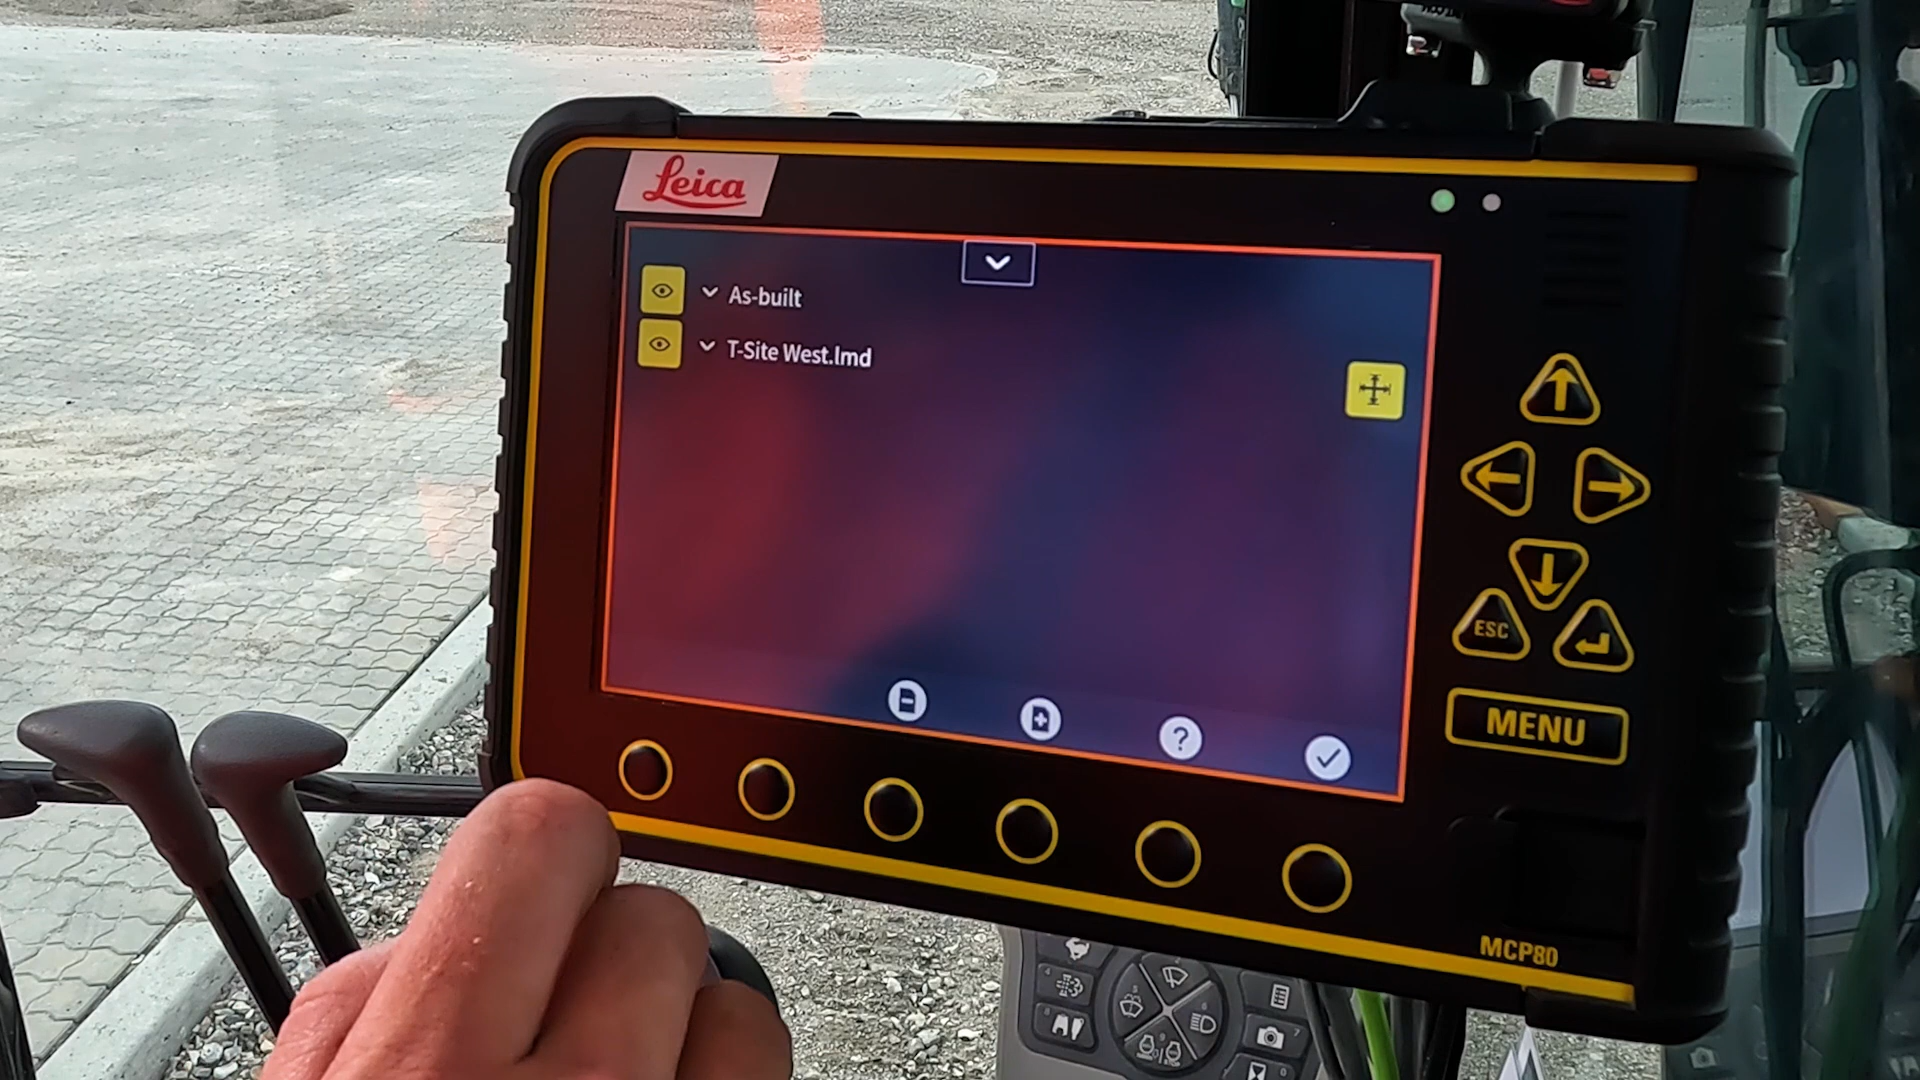 Leica
As-built
T-Site West.lmd
?
ESC
MENU
MCP80